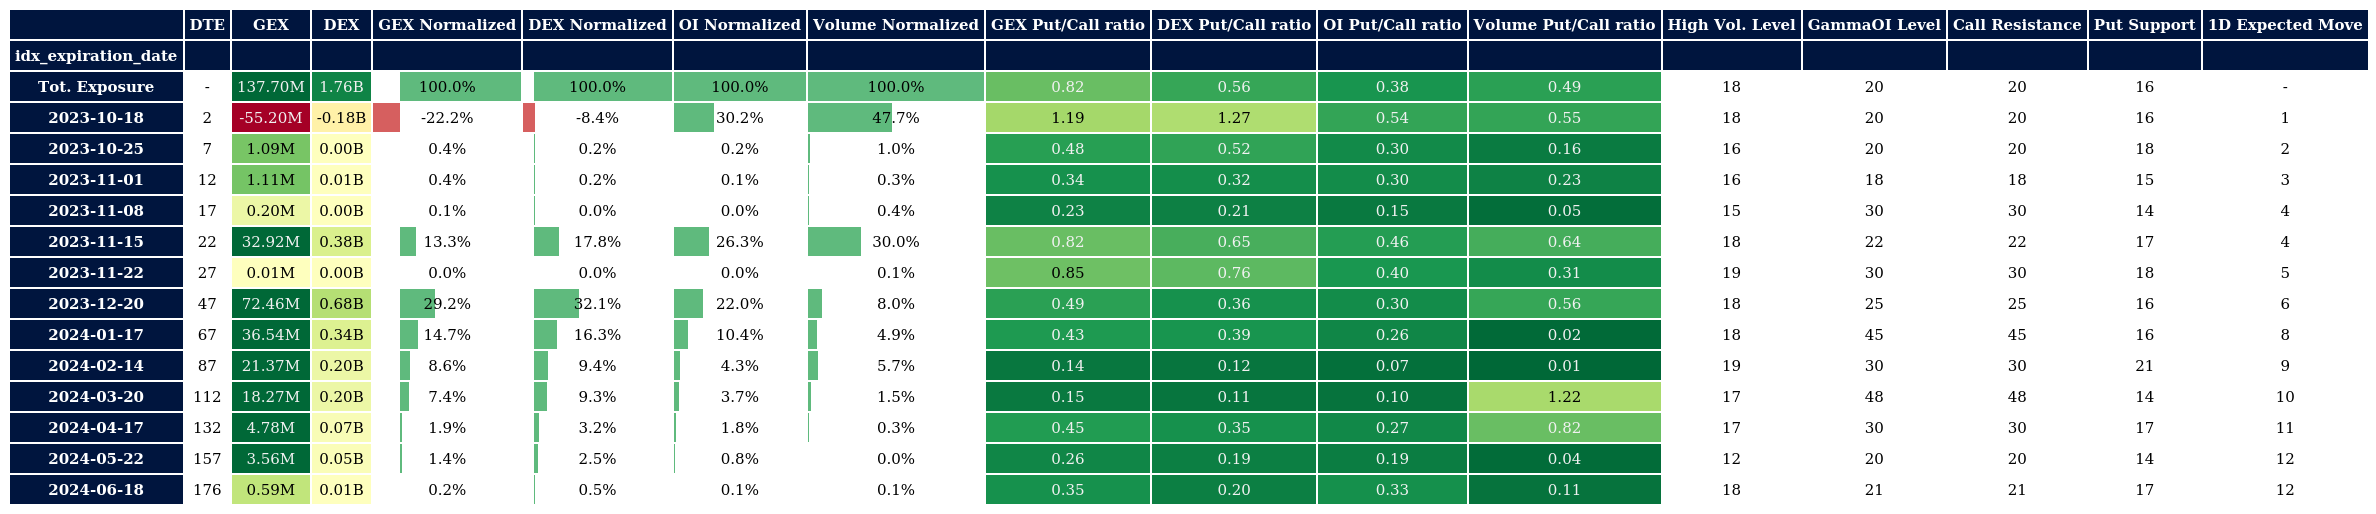 DTE GEX DEX GEX Normalized DEX Normalized OI Normalized Volume Normalized GEX Put/Call ratio DEX Put/Call ratio OI Put/Call ratio Volume Put/Call ratio High Vol. Level GammaOI Level Call Resistance Put Support 1D Expected Move
idx_expiration_date
Tot. Exposure - 137.70M 1.76B 100.0% 100.0% 100.0% 100.0% 0.82 0.56 0.38 0.49 18 20 20 16 -
2023-10-18 2 -55.20M -0.18B -22.2% -8.4% 30.2% 47.7% 1.19 1.27 0.54 0.55 18 20 20 16 1
2023-10-25 7 1.09M 0.00B 0.4% 0.2% 0.2% 1.0% 0.48 0.52 0.30 0.16 16 20 20 18 2
2023-11-01 12 1.11M 0.01B 0.4% 0.2% 0.1% 0.3% 0.34 0.32 0.30 0.23 16 18 18 15 3
2023-11-08 17 0.20M 0.00B 0.1% 0.0% 0.0% 0.4% 0.23 0.21 0.15 0.05 15 30 30 14 4
2023-11-15 22 32.92M 0.38B 13.3% 17.8% 26.3% 30.0% 0.82 0.65 0.46 0.64 18 22 22 17 4
2023-11-22 27 0.01M 0.00B 0.0% 0.0% 0.0% 0.1% 0.85 0.76 0.40 0.31 19 30 30 18 5
2023-12-20 47 72.46M 0.68B 29.2% 32.1% 22.0% 8.0% 0.49 0.36 0.30 0.56 18 25 25 16 6
2024-01-17 67 36.54M 0.34B 14.7% 16.3% 10.4% 4.9% 0.43 0.39 0.26 0.02 18 45 45 16 8
2024-02-14 87 21.37M 0.20B 8.6% 9.4% 4.3% 5.7% 0.14 0.12 0.07 0.01 19 30 30 21 9
2024-03-20 112 18.27M 0.20B 7.4% 9.3% 3.7% 1.5% 0.15 0.11 0.10 1.22 17 48 48 14 10
2024-04-17 132 4.78M 0.07B 1.9% 3.2% 1.8% 0.3% 0.45 0.35 0.27 0.82 17 30 30 17 11
2024-05-22 157 3.56M 0.05B 1.4% 2.5% 0.8% 0.0% 0.26 0.19 0.19 0.04 12 20 20 14 12
2024-06-18 176 0.59M 0.01B 0.2% 0.5% 0.1% 0.1% 0.35 0.20 0.33 0.11 18 21 21 17 12